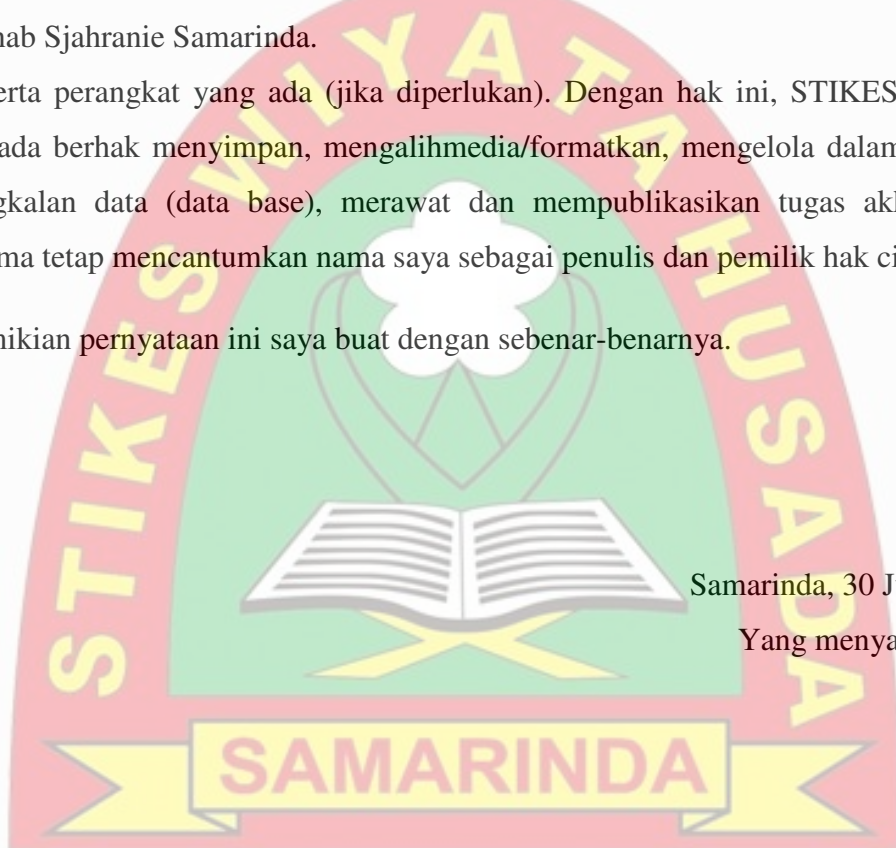 nab Sjahranie Samarinda.
erta perangkat yang ada (jika diperlukan). Dengan hak ini, STIKES
ada berhak menyimpan, mengalihmedia/formatkan, mengelola dalam
gkalan data (data base), merawat dan mempublikasikan tugas ak
ma tetap mencantumkan nama saya sebagai penulis dan pemilik hak ci
nikian pernyataan ini saya buat dengan sebenar-benarnya.
Samarinda, 30 J
Yang menya
STIKES WIYATA HUSADA
SAMARINDA